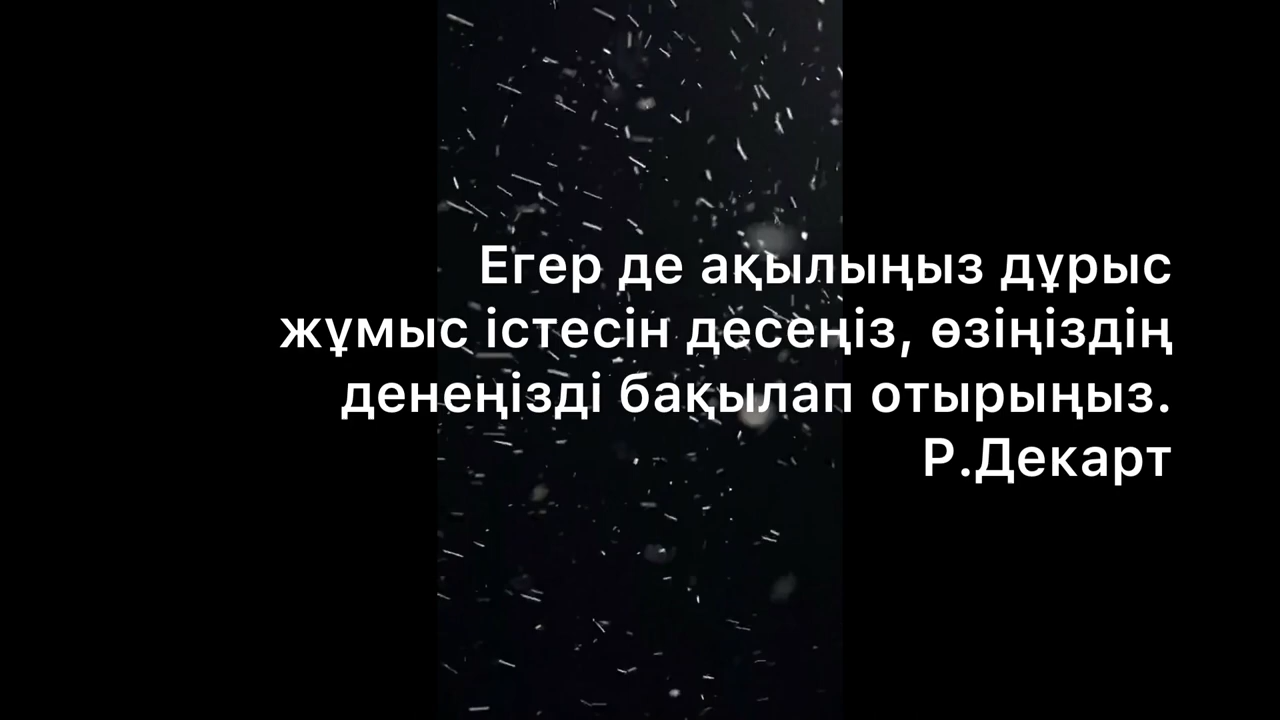 Егер де ақылыңыз дұрыс
жұмыс істесін десеңіз, өзіңіздің
денеңізді бақылап отырыңыз.
Р.Декарт